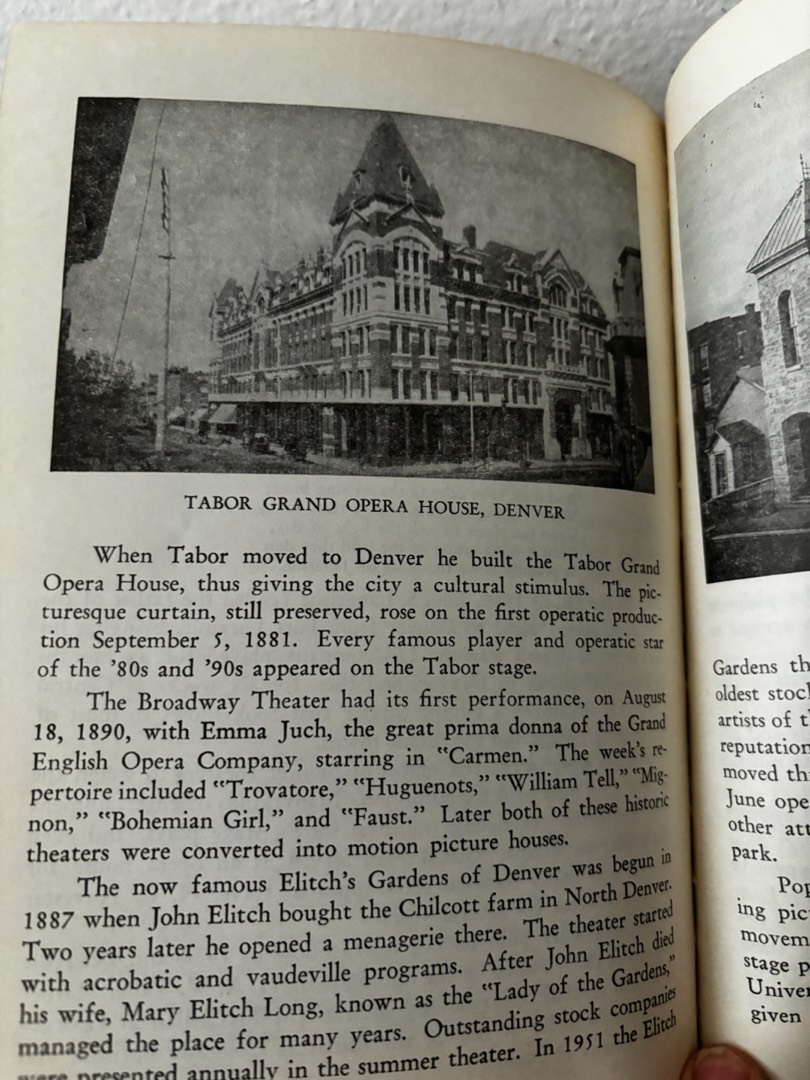 TABOR GRAND OPERA HOUSE, DENVER
When Tabor moved to Denver he built the Tabor Grand
Opera House, thus giving the city a cultural stimulus. The pic-
turesque curtain, still preserved, rose on the first operatic produc-
tion September 5, 1881. Every famous player and operatic star
of the '80s and '90s appeared on the Tabor stage.
The Broadway Theater had its first performance, on August
18, 1890, with Emma Juch, the great prima donna of the Grand
English Opera Company, starring in "Carmen." The week's re-
pertoire included "Trovatore," "Huguenots," "William Tell," "Mig-
non," "Bohemian Girl," and "Faust." Later both of these historic
theaters were converted into motion picture houses.
The now famous Elitch's Gardens of Denver was begun in
1887 when John Elitch bought the Chilcott farm in North Denver.
Two years later he opened a menagerie there. The theater started
with acrobatic and vaudeville programs. After John Elitch died
his wife, Mary Elitch Long, known as the "Lady of the Gardens,"
managed the place for many years. Outstanding stock companies
were presented annually in the summer theater. In 1951 the Elitch
Gardens th
oldest stoc
artists of t
reputation
moved th
June ope
other att
park.
Pop
ing pic
movem
stage p
Univer
given